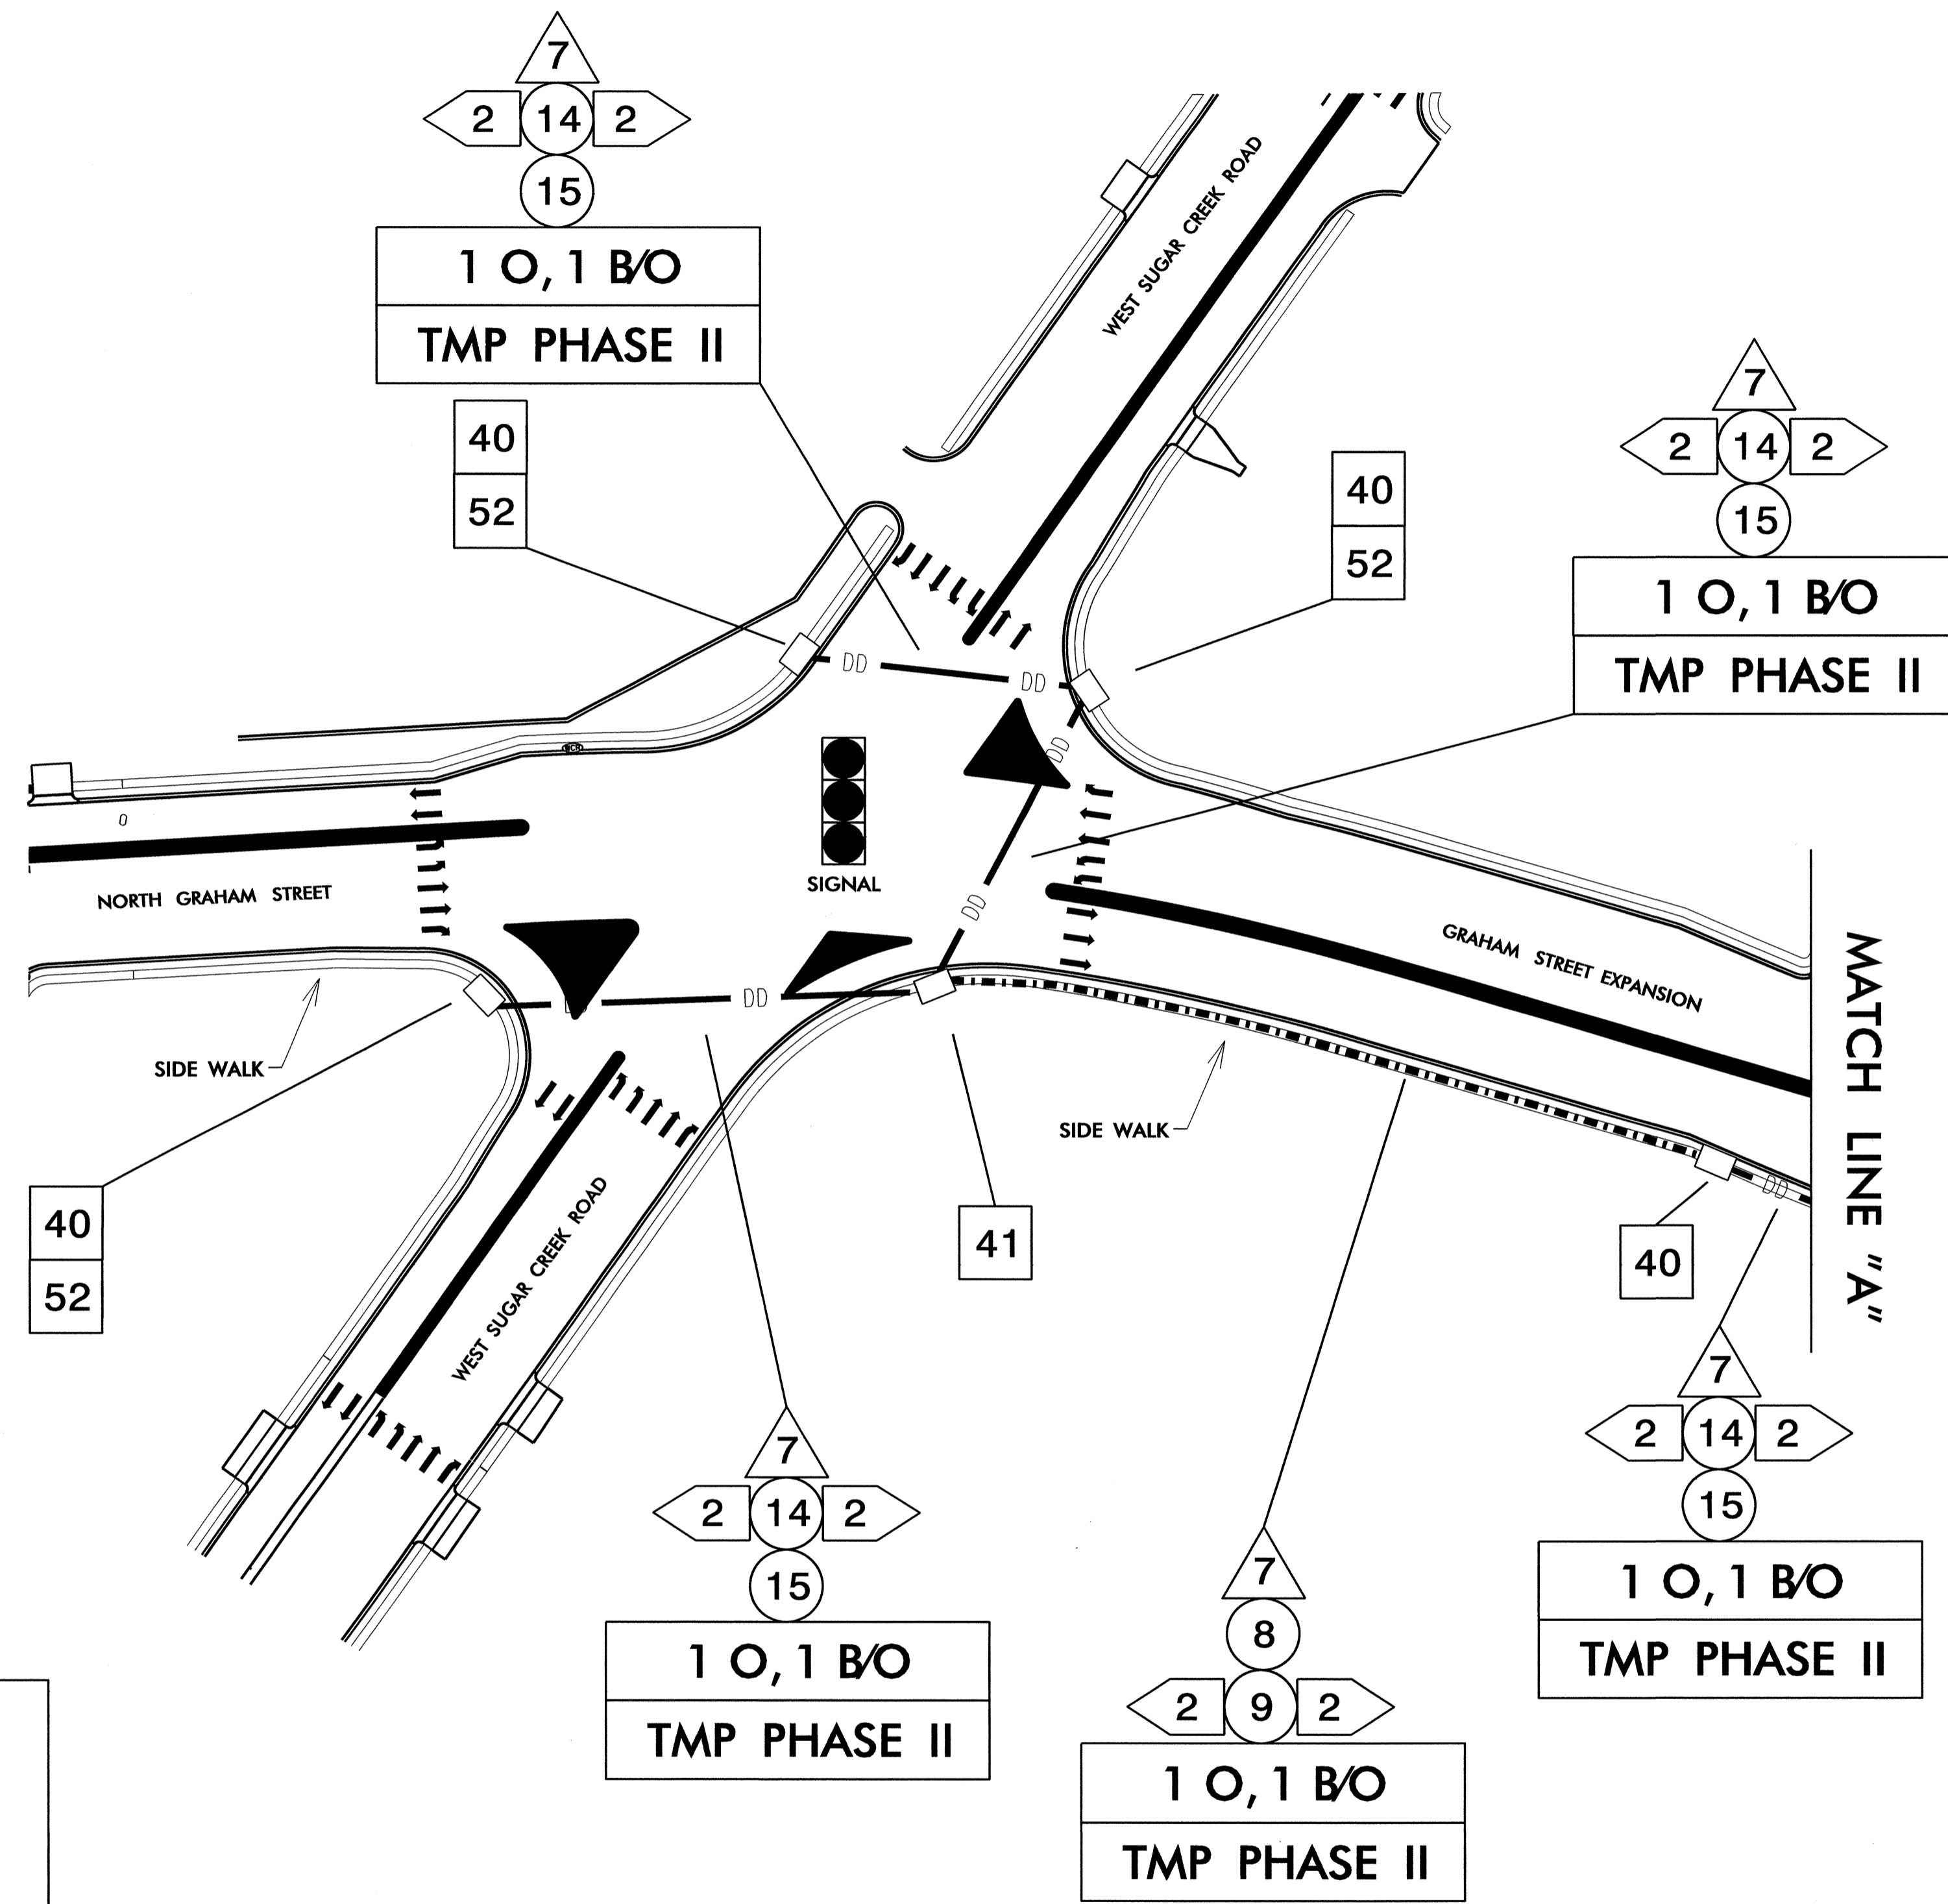 7
2 14 2
15
1 O, 1 B/O
TMP PHASE II
40
52
WEST SUGAR CREEK ROAD
40
52
7
2 14 2
15
1 O, 1 B/O
TMP PHASE II
DD
DD
DD
SIGNAL
NORTH GRAHAM STREET
DD
DD
GRAHAM STREET EXPANSION
MATCH LINE "A"
SIDE WALK
SIDE WALK
40
52
WEST SUGAR CREEK ROAD
41
DD
40
7
2 14 2
15
1 O, 1 B/O
TMP PHASE II
7
8
2 9 2
1 O, 1 B/O
TMP PHASE II
7
2 14 2
15
1 O, 1 B/O
TMP PHASE II